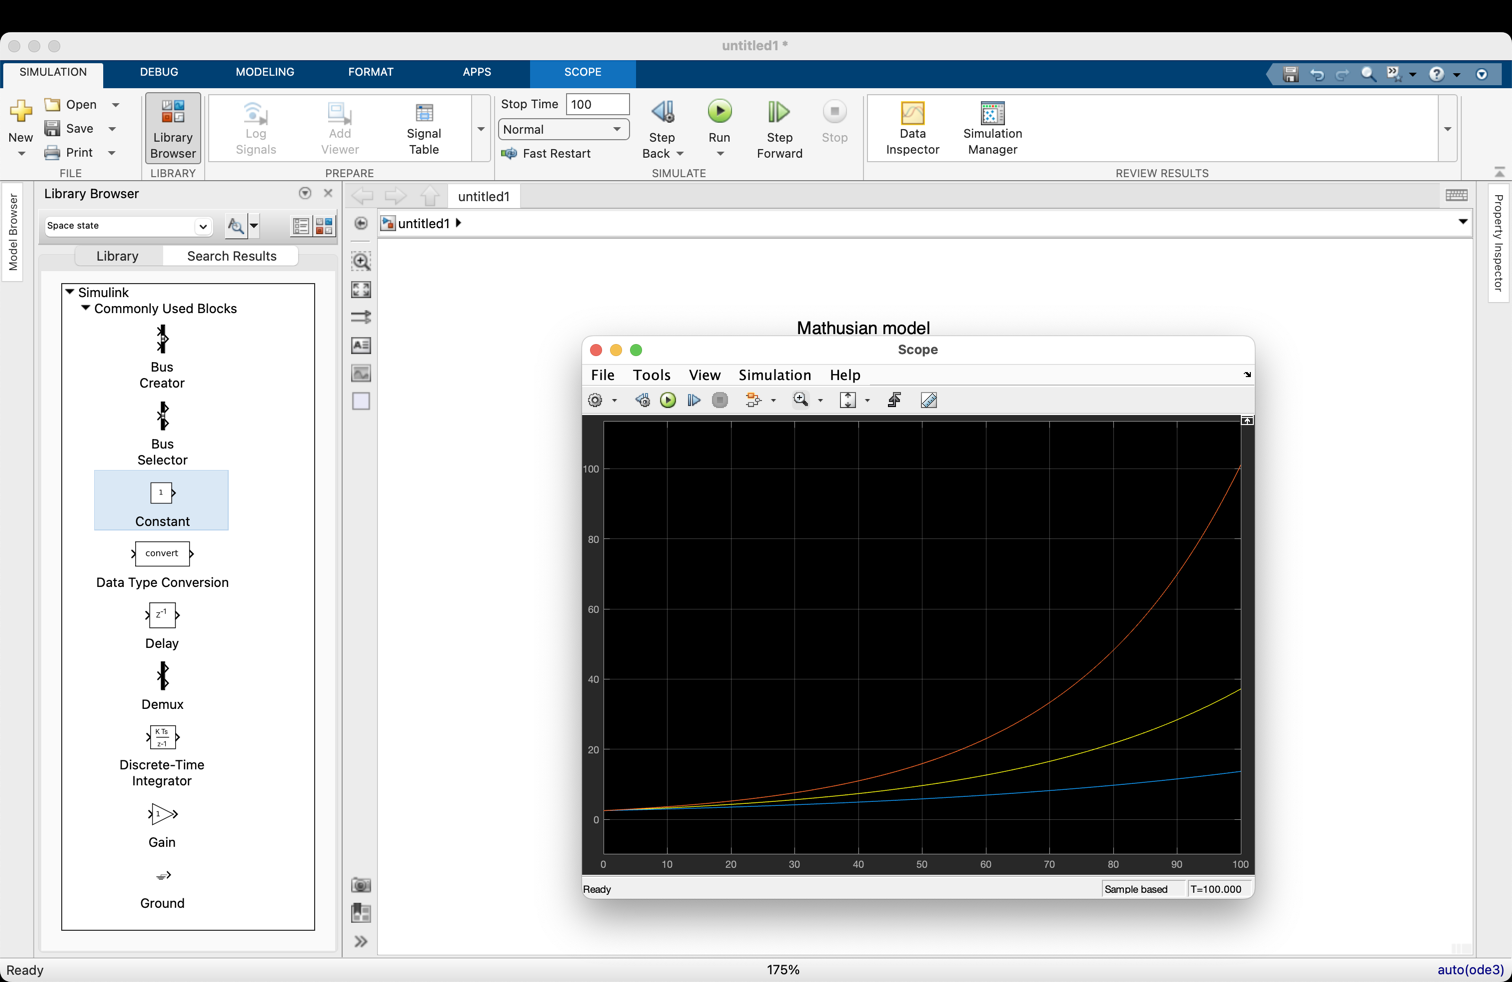 untitled1 *
SIMULATION DEBUG MODELING FORMAT APPS SCOPE
New
Open
Save
Print
FILE
Library
Browser
LIBRARY
Log
Signals
Add
Viewer
Signal
Table
PREPARE
Stop Time 100
Normal
Fast Restart
Step
Back
Run
Step
Forward
Stop
SIMULATE
Data
Inspector
Simulation
Manager
REVIEW RESULTS
Model Browser
Library Browser
Space state
Library Search Results
Simulink
Commonly Used Blocks
Bus
Creator
Bus
Selector
1
Constant
convert
Data Type Conversion
z-1
Delay
Demux
K Ts
z-1
Discrete-Time
Integrator
1
Gain
Ground
untitled1
untitled1
Mathusian model
Scope
File Tools View Simulation Help
100
80
60
40
20
0
0 10 20 30 40 50 60 70 80 90 100
Ready Sample based T=100.000
Property Inspector
Ready 175% auto(ode3)